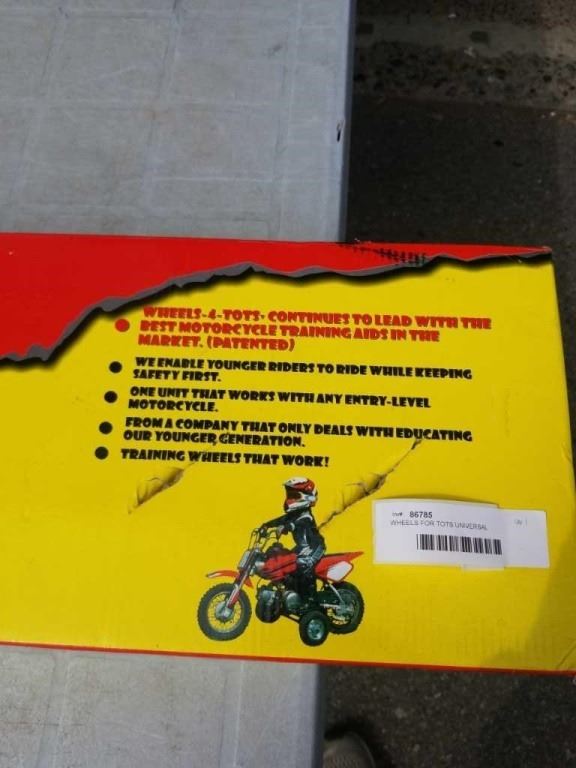 WHEELS-4-TOTS· CONTINUES TO LEAD WITH THE
BEST MOTORCYCLE TRAINING AIDS IN THE
MARKET. (PATENTED)
WE ENABLE YOUNGER RIDERS TO RIDE WHILE KEEPING
SAFETY FIRST.
ONE UNIT THAT WORKS WITH ANY ENTRY-LEVEL
MOTORCYCLE.
FROM A COMPANY THAT ONLY DEALS WITH EDUCATING
OUR YOUNGER GENERATION.
TRAINING WHEELS THAT WORK!
86785
WHEELS FOR TOTS UNIVERSAL